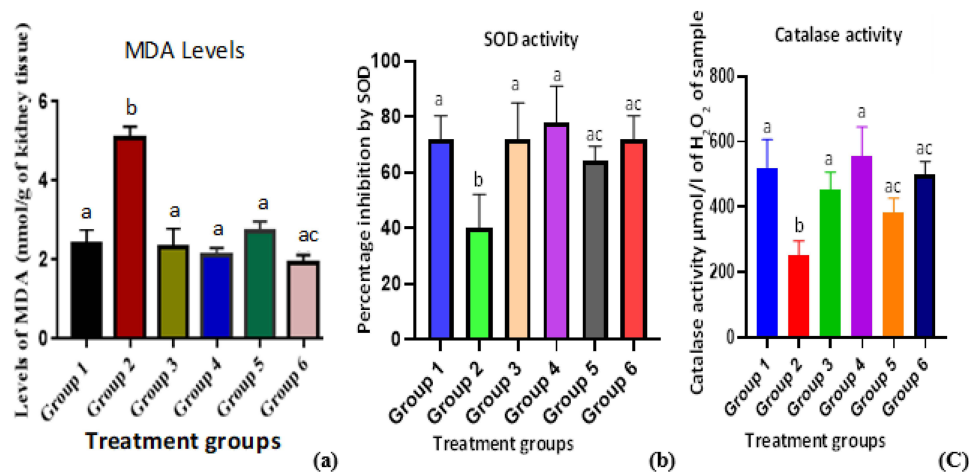 MDA Levels
Levels of MDA (nmol/g of kidney tissue)
6
4
2
0
a
b
a
a
a
ac
Group 1
Group 2
Group 3
Group 4
Group 5
Group 6
Treatment groups
(a)
SOD activity
Percentage inhibition by SOD
100
80
60
40
20
0
a
b
a
a
ac
ac
Group 1
Group 2
Group 3
Group 4
Group 5
Group 6
Treatment groups
(b)
Catalase activity
Catalase activity µmol/l of H2O2 of sample
800
600
400
200
0
a
b
a
a
ac
ac
Group 1
Group 2
Group 3
Group 4
Group 5
Group 6
Treatment groups
(C)